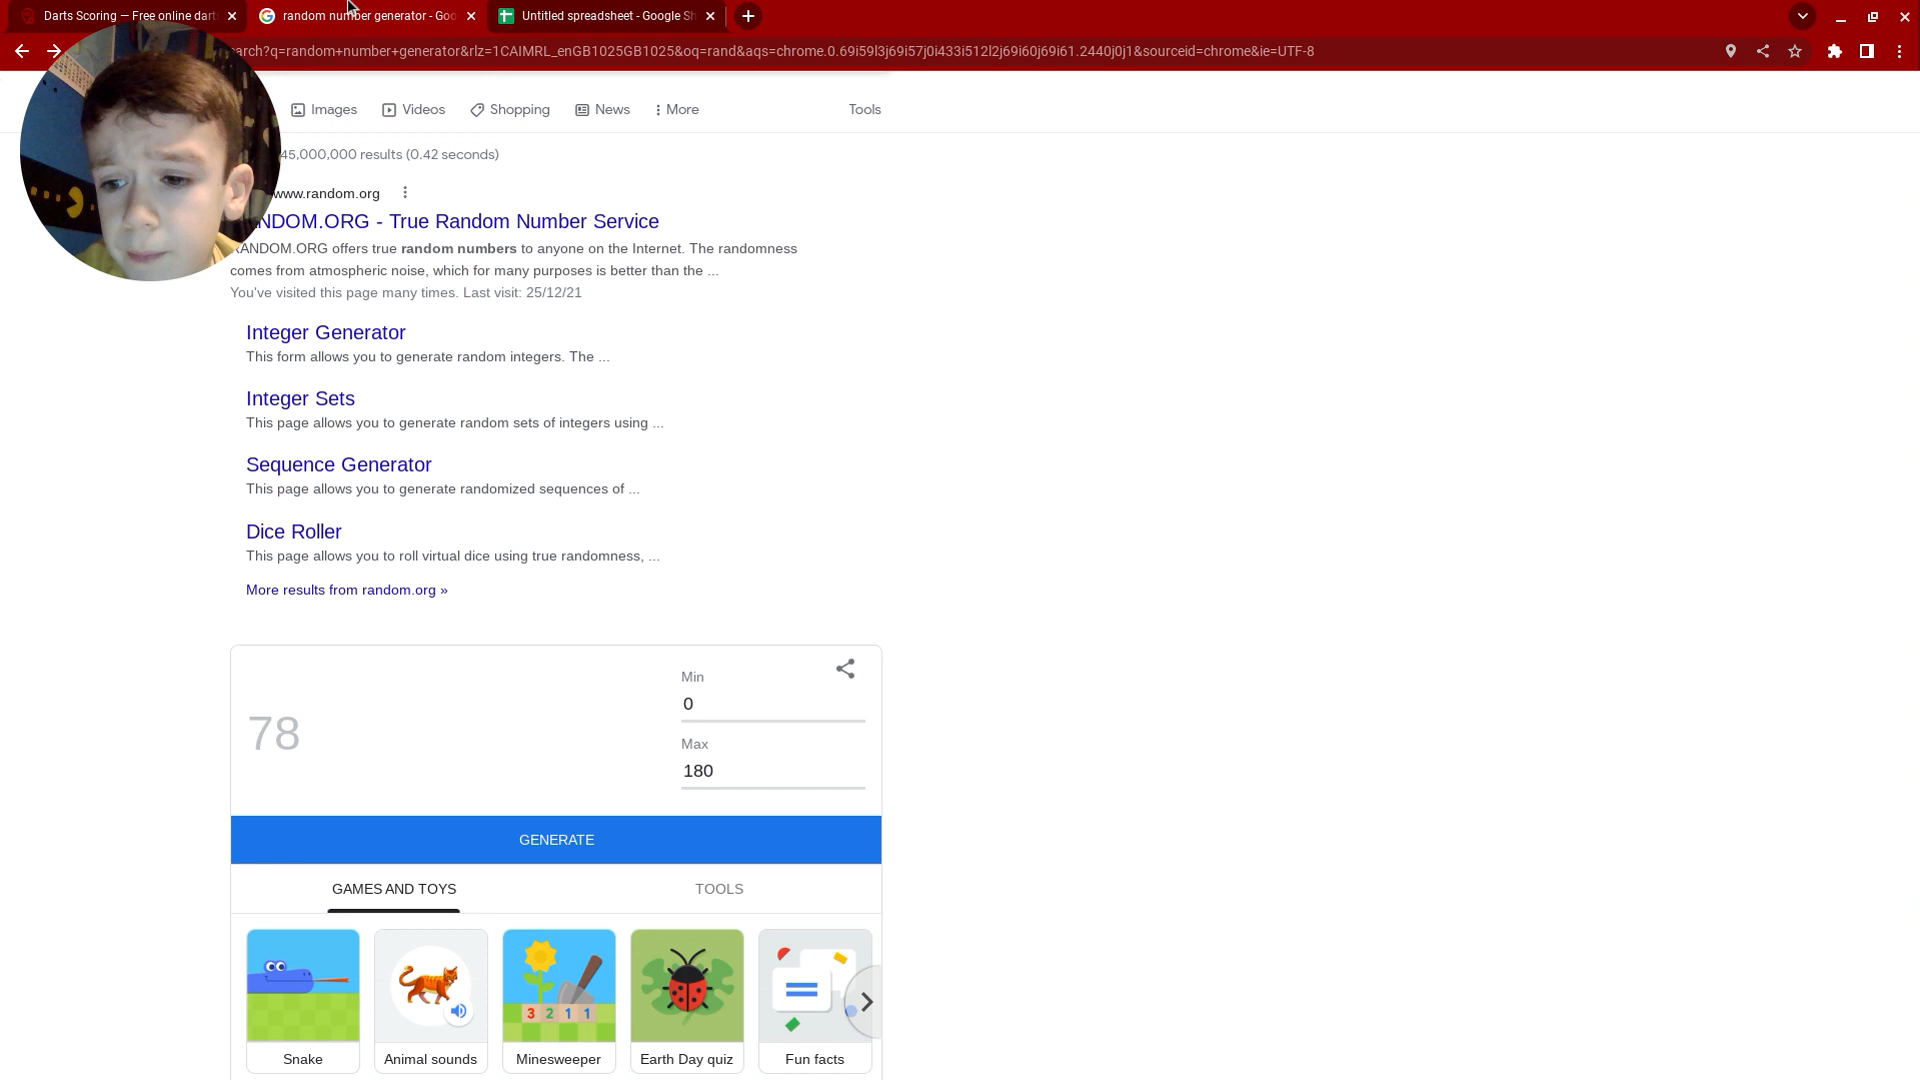 Darts Scoring — Free online dart
random number generator - Goo
Untitled spreadsheet - Google Sh
arch?q=random+number+generator&rlz=1CAIMRL_enGB1025GB1025&oq=rand&aqs=chrome.0.69i59l3j69i57j0i433i512l2j69i60j69i61.2440j0j1&sourceid=chrome&ie=UTF-8
Images
Videos
Shopping
News
More
Tools
45,000,000 results (0.42 seconds)
www.random.org
NDOM.ORG - True Random Number Service
RANDOM.ORG offers true random numbers to anyone on the Internet. The randomness
comes from atmospheric noise, which for many purposes is better than the ...
You've visited this page many times. Last visit: 25/12/21
Integer Generator
This form allows you to generate random integers. The ...
Integer Sets
This page allows you to generate random sets of integers using ...
Sequence Generator
This page allows you to generate randomized sequences of ...
Dice Roller
This page allows you to roll virtual dice using true randomness, ...
More results from random.org »
Min
0
78
Max
180
GENERATE
GAMES AND TOYS
TOOLS
3 2 1 1
Snake
Animal sounds
Minesweeper
Earth Day quiz
Fun facts